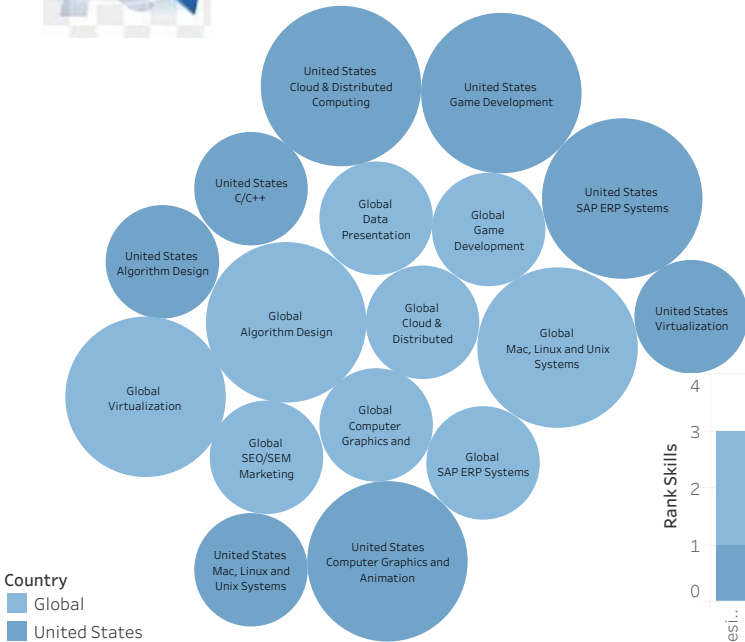 United States
Cloud & Distributed
Computing
United States
Game Development
United States
C/C++
Global
Data
Presentation
Global
Game
Development
United States
SAP ERP Systems
United States
Algorithm Design
Global
Algorithm Design
Global
Cloud &
Distributed
Global
Mac, Linux and Unix
Systems
United States
Virtualization
Global
Virtualization
Global
SEO/SEM
Marketing
Global
Computer
Graphics and
Global
SAP ERP Systems
United States
Mac, Linux and
Unix Systems
United States
Computer Graphics and
Animation
Country
Global
United States
Rank Skills
4
3
2
1
0
esi..